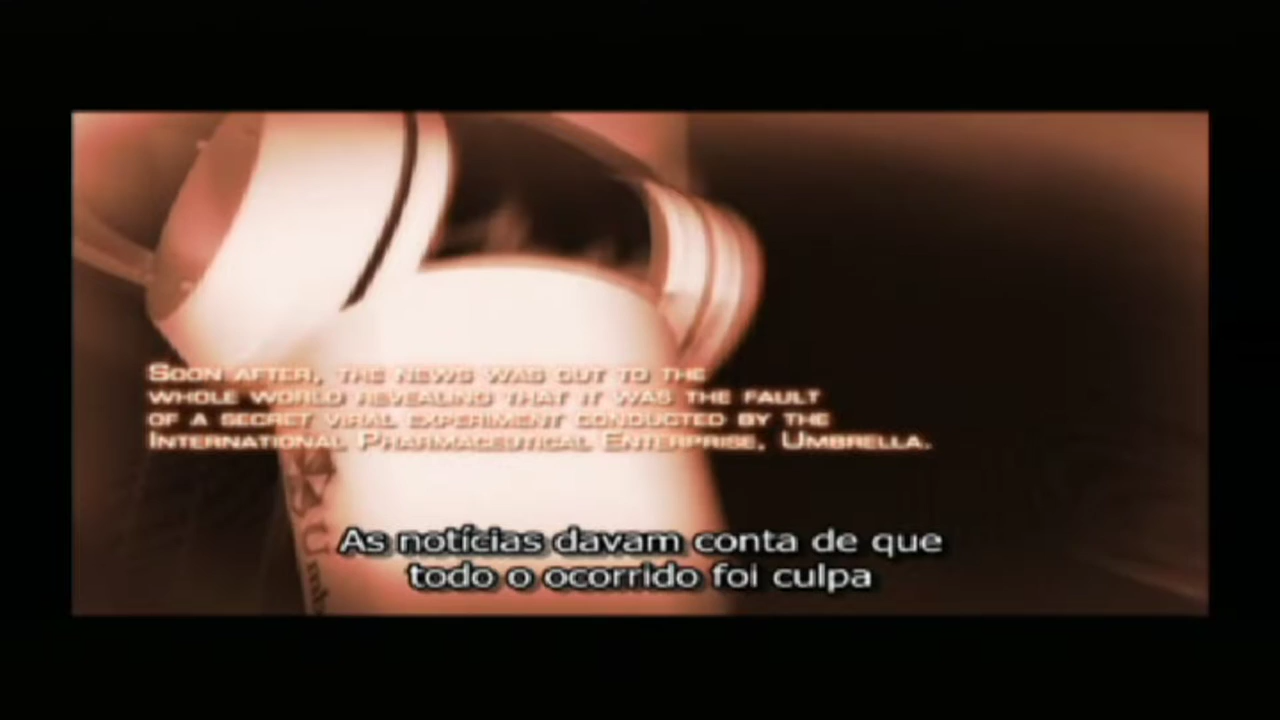 Soon after, the news was out to the
whole world revealing that it was the fault
of a secret viral experiment conducted by the
International Pharmaceutical Enterprise, Umbrella.
As notícias davam conta de que
todo o ocorrido foi culpa